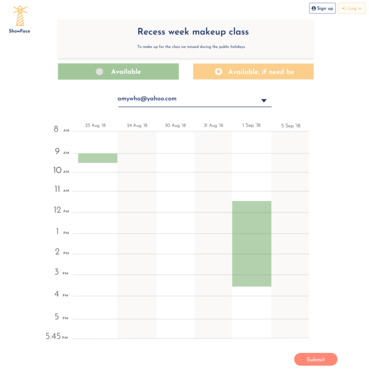 Sign up
Log in
ShowFase
Recess week makeup class
To make up for the class we missed during the public holidays
Available
Available, if need be
amywho@yahoo.com
23 Aug '18 24 Aug '18 30 Aug '18 31 Aug '18 1 Sep '18 5 Sep '18
8 AM
9 AM
10 AM
11 AM
12 PM
1 PM
2 PM
3 PM
4 PM
5 PM
5.45 PM
Submit